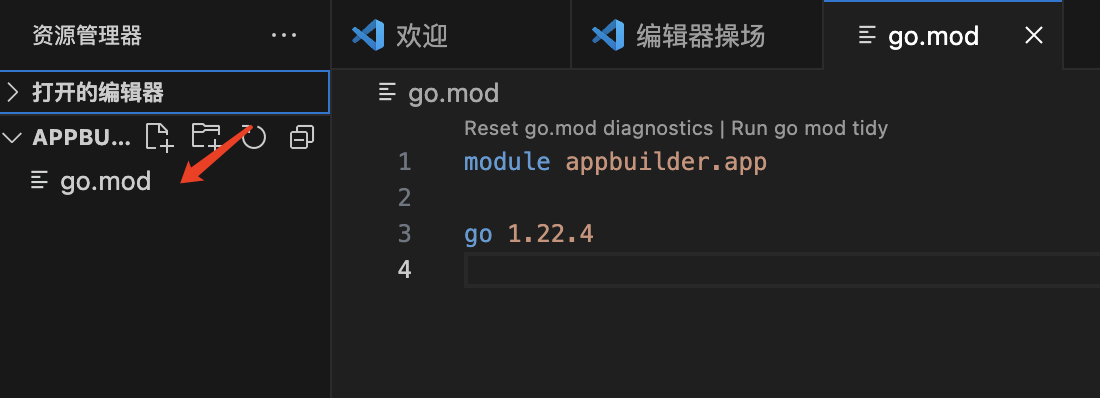 资源管理器
打开的编辑器
APPBU...
go.mod
欢迎
编辑器操场
go.mod
go.mod
Reset go.mod diagnostics | Run go mod tidy
1 module appbuilder.app
2
3 go 1.22.4
4